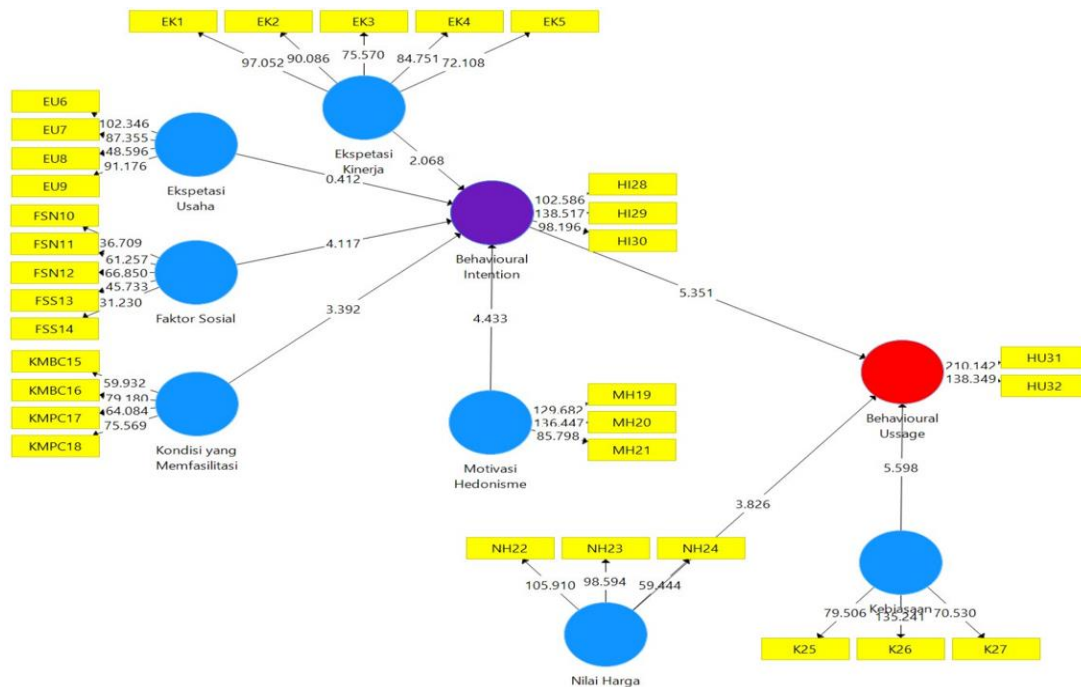 EK1
EK2
EK3
EK4
EK5
97.052
90.086
75.570
84.751
72.108
Ekspetasi
Kinerja
EU6
EU7
EU8
EU9
102.346
87.355
48.596
91.176
Ekspetasi
Usaha
2.068
0.412
FSN10
FSN11
FSN12
FSS13
FSS14
36.709
61.257
66.850
45.733
31.230
Faktor Sosial
4.117
Behavioural
Intention
102.586
138.517
98.196
HI28
HI29
HI30
5.351
3.392
4.433
KMBC15
KMBC16
KMPC17
KMPC18
59.932
79.180
64.084
75.569
Kondisi yang
Memfasilitasi
Motivasi
Hedonisme
129.682
136.447
85.798
MH19
MH20
MH21
Behavioural
Ussage
210.142
138.349
HU31
HU32
3.826
5.598
NH22
NH23
NH24
105.910
98.594
59.444
Nilai Harga
Kebiasaan
79.506
135.241
70.530
K25
K26
K27